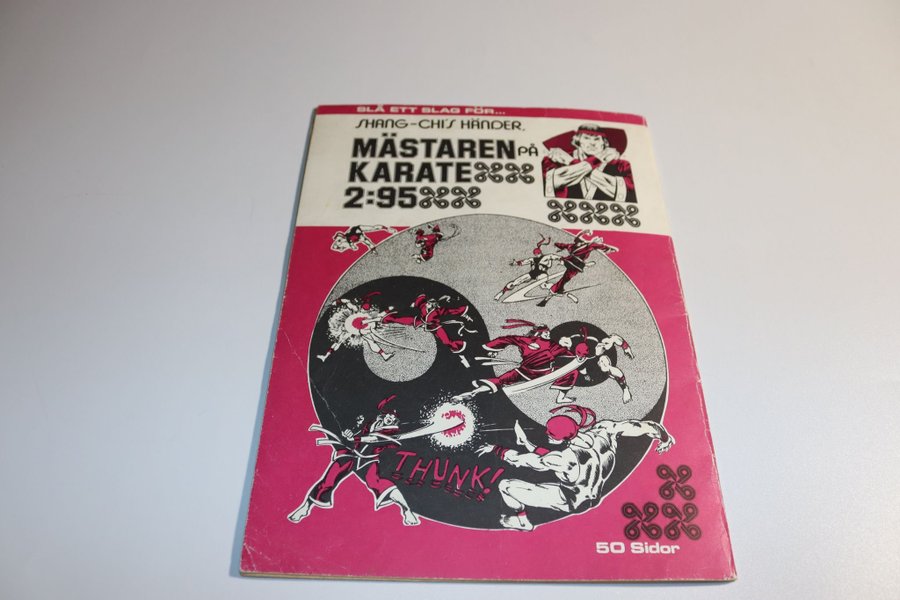 SLÅ ETT SLAG FÖR...
SHANG-CHI'S HÄNDER.
MÄSTAREN PÅ
KARATE
2:95
THUNK!
50 Sidor